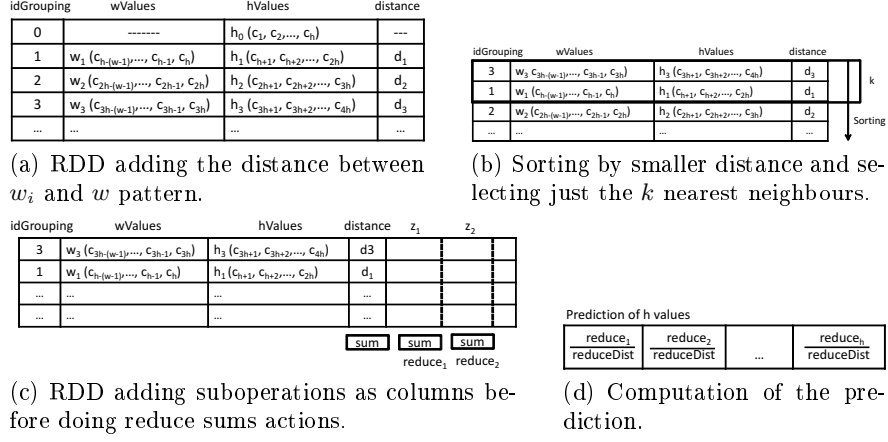 idGrouping wValues hValues distance
0 ------- h0 (c1, c2,..., ch) ---
1 w1 (ch-(w-1),..., ch-1, ch) h1 (ch+1, ch+2,..., c2h) d1
2 w2 (c2h-(w-1),..., c2h-1, c2h) h2 (c2h+1, c2h+2,..., c3h) d2
3 w3 (c3h-(w-1),..., c3h-1, c3h) h3 (c3h+1, c3h+2,..., c4h) d3
... ... ... ...
(a) RDD adding the distance between
wi and w pattern.
idGrouping wValues hValues distance
3 w3 c3h-(w-1),..., c3h-1, c3h) h3 (c3h+1, c3h+2,..., c4h) d3
k
1 w1 (ch-(w-1),..., ch-1, ch) h1 (ch+1, ch+2,..., c2h) d1
2 w2 (c2h-(w-1),..., c2h-1, c2h) h2 (c2h+1, c2h+2,..., c3h) d2
Sorting
... ... ... ...
(b) Sorting by smaller distance and se-
lecting just the k nearest neighbours.
idGrouping wValues hValues distance z1 z2
3 w3 (c3h-(w-1),..., c3h-1, c3h) h3 (c3h+1, c3h+2,..., c4h) d3
1 w1 (ch-(w-1),..., ch-1, ch) h1 (ch+1, ch+2,..., c2h) d1
... ... ... ...
... ... ... ...
sum sum sum
reduce1 reduce2
(c) RDD adding suboperations as columns be-
fore doing reduce sums actions.
Prediction of h values
reduce1 reduce2 ... reduceh
reduceDist reduceDist reduceDist
(d) Computation of the pre-
diction.